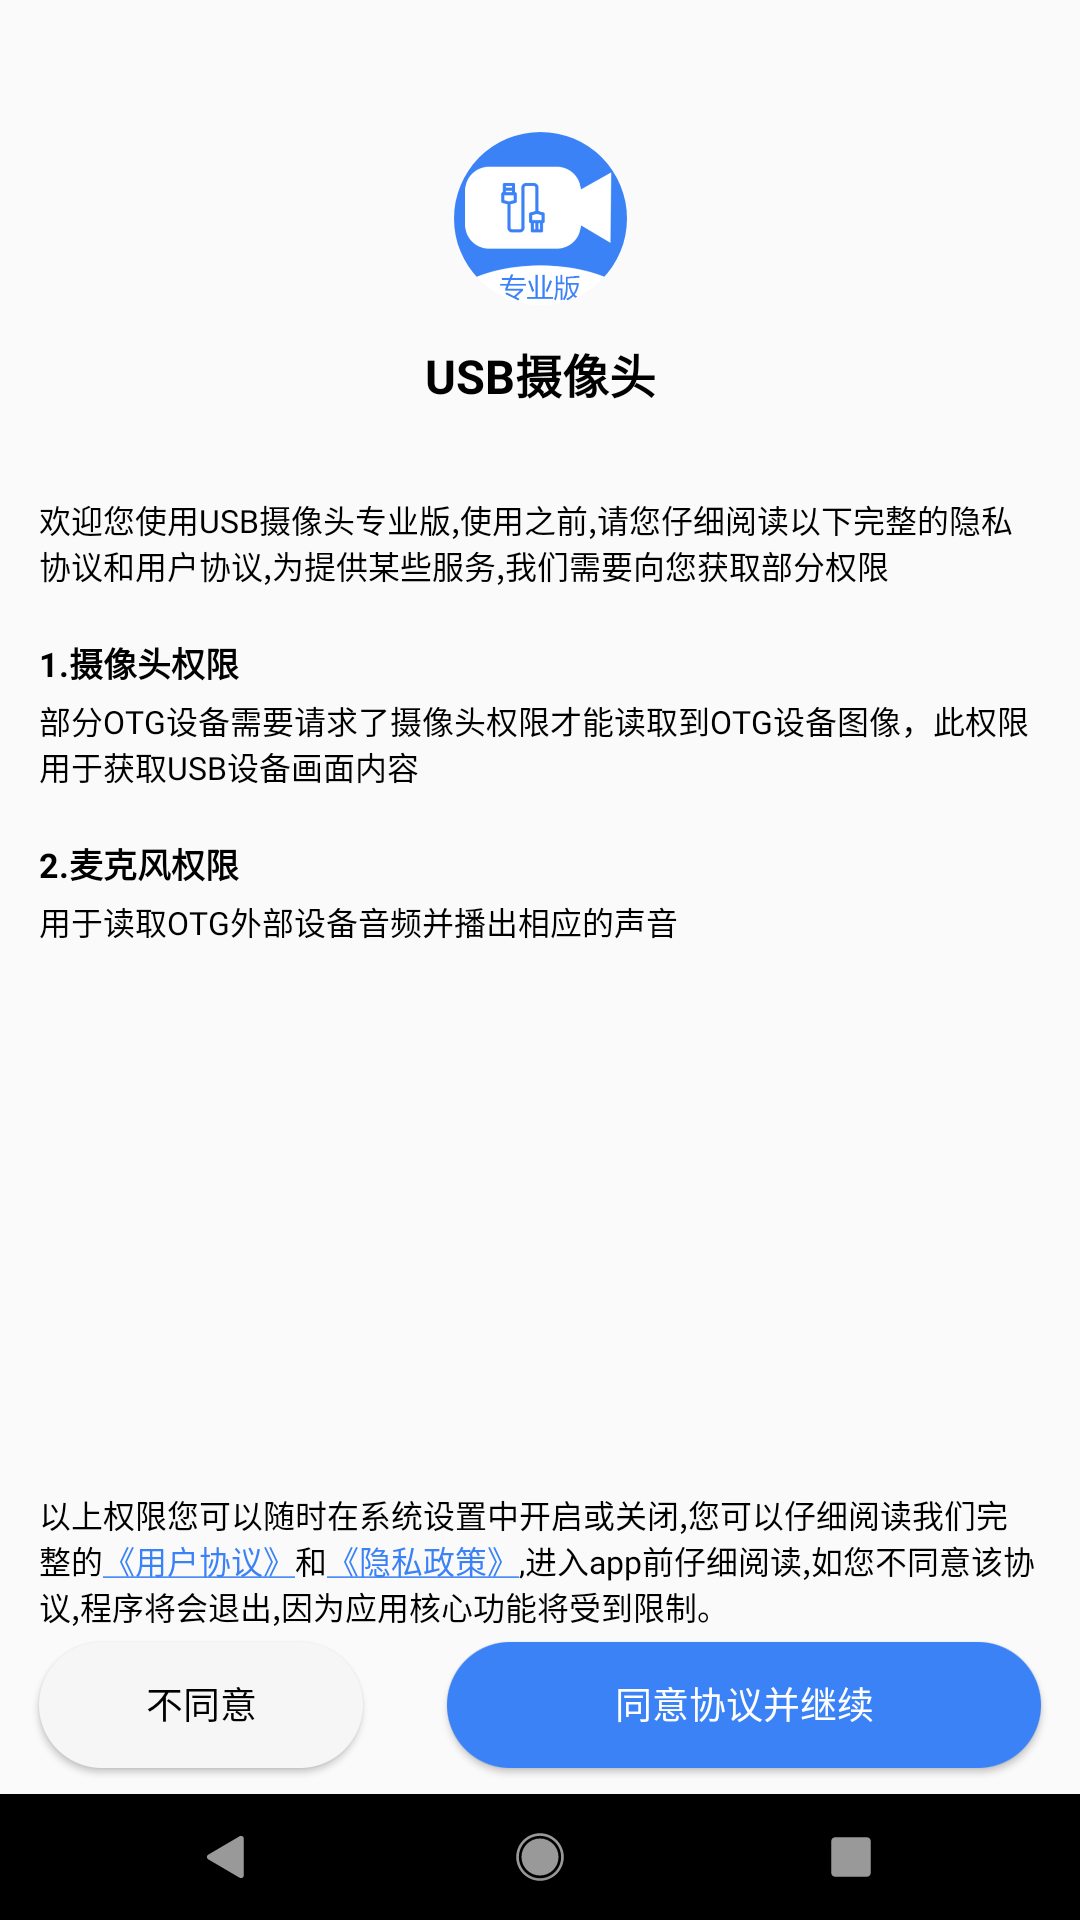 专业版
USB摄像头
欢迎您使用USB摄像头专业版,使用之前,请您仔细阅读以下完整的隐私
协议和用户协议,为提供某些服务,我们需要向您获取部分权限
1.摄像头权限
部分OTG设备需要请求了摄像头权限才能读取到OTG设备图像，此权限
用于获取USB设备画面内容
2.麦克风权限
用于读取OTG外部设备音频并播出相应的声音
以上权限您可以随时在系统设置中开启或关闭,您可以仔细阅读我们完
整的《用户协议》和《隐私政策》,进入app前仔细阅读,如您不同意该协
议,程序将会退出,因为应用核心功能将受到限制。
不同意
同意协议并继续